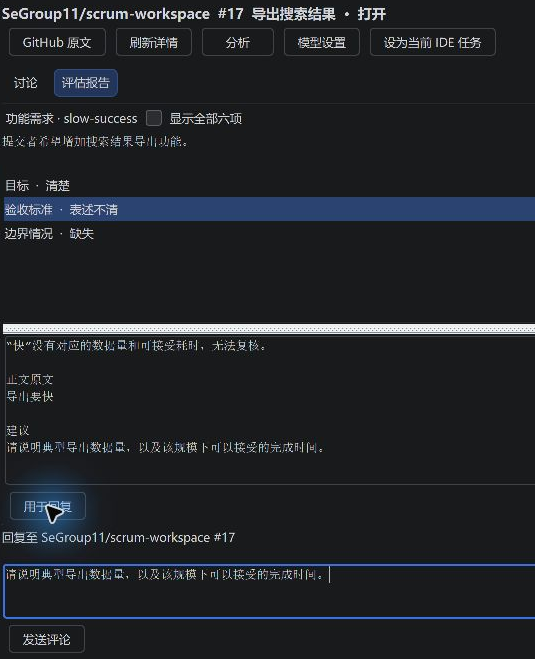 SeGroup11/scrum-workspace #17 导出搜索结果 • 打开
GitHub 原文 刷新详情 分析 模型设置 设为当前 IDE 任务
讨论 评估报告
功能需求 · slow-success 显示全部六项
提交者希望增加搜索结果导出功能。
目标 · 清楚
验收标准 · 表述不清
边界情况 · 缺失
“快”没有对应的数据量和可接受耗时，无法复核。
正文原文
导出要快
建议
请说明典型导出数据量，以及该规模下可以接受的完成时间。
用于回复
回复至 SeGroup11/scrum-workspace #17
请说明典型导出数据量，以及该规模下可以接受的完成时间。
发送评论